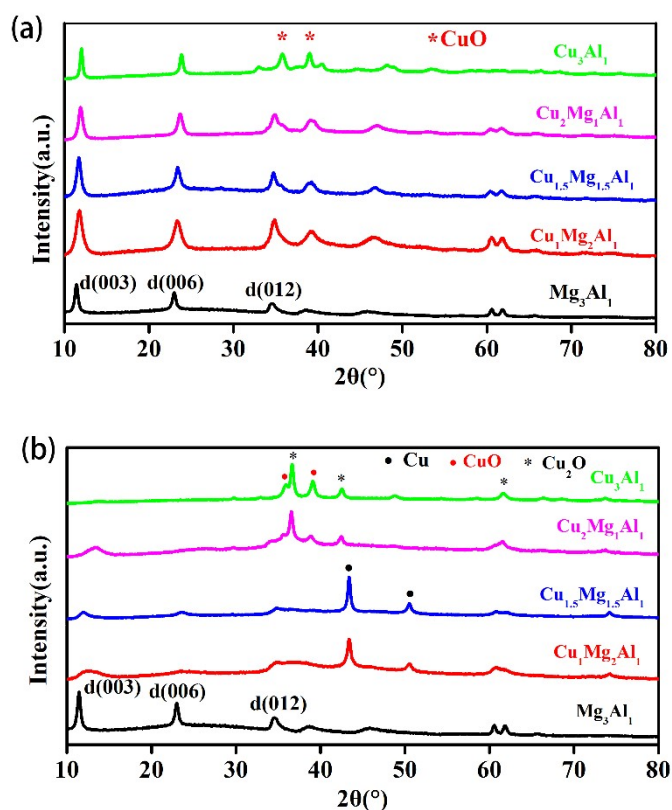 (a)
Intensity(a.u.)
* * *CuO
Cu₃Al₁
Cu₂Mg₁Al₁
Cu₁.₅Mg₁.₅Al₁
Cu₁Mg₂Al₁
d(003) d(006) d(012)
Mg₃Al₁
10 20 30 40 50 60 70 80
2θ(°)
(b)
Intensity(a.u.)
• Cu • CuO * Cu₂O
Cu₃Al₁
Cu₂Mg₁Al₁
Cu₁.₅Mg₁.₅Al₁
Cu₁Mg₂Al₁
d(003) d(006) d(012)
Mg₃Al₁
10 20 30 40 50 60 70 80
2θ(°)